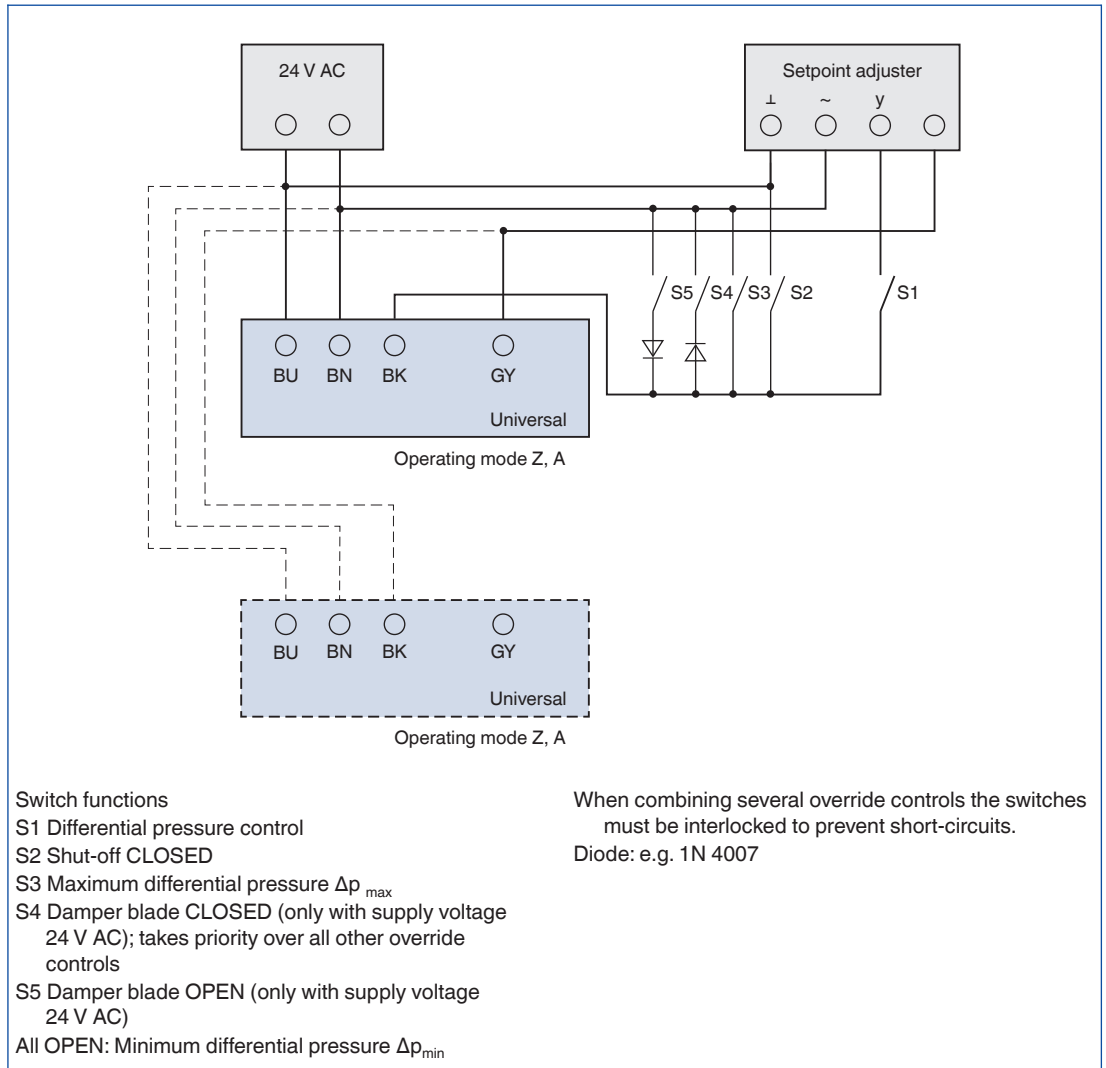 24 V AC
Setpoint adjuster
⊥ ~ y
S5 S4 S3 S2 S1
BU BN BK GY
Universal
Operating mode Z, A
BU BN BK GY
Universal
Operating mode Z, A
Switch functions
S1 Differential pressure control
S2 Shut-off CLOSED
S3 Maximum differential pressure Δp max
S4 Damper blade CLOSED (only with supply voltage
24 V AC); takes priority over all other override
controls
S5 Damper blade OPEN (only with supply voltage
24 V AC)
All OPEN: Minimum differential pressure Δpmin
When combining several override controls the switches
must be interlocked to prevent short-circuits.
Diode: e.g. 1N 4007